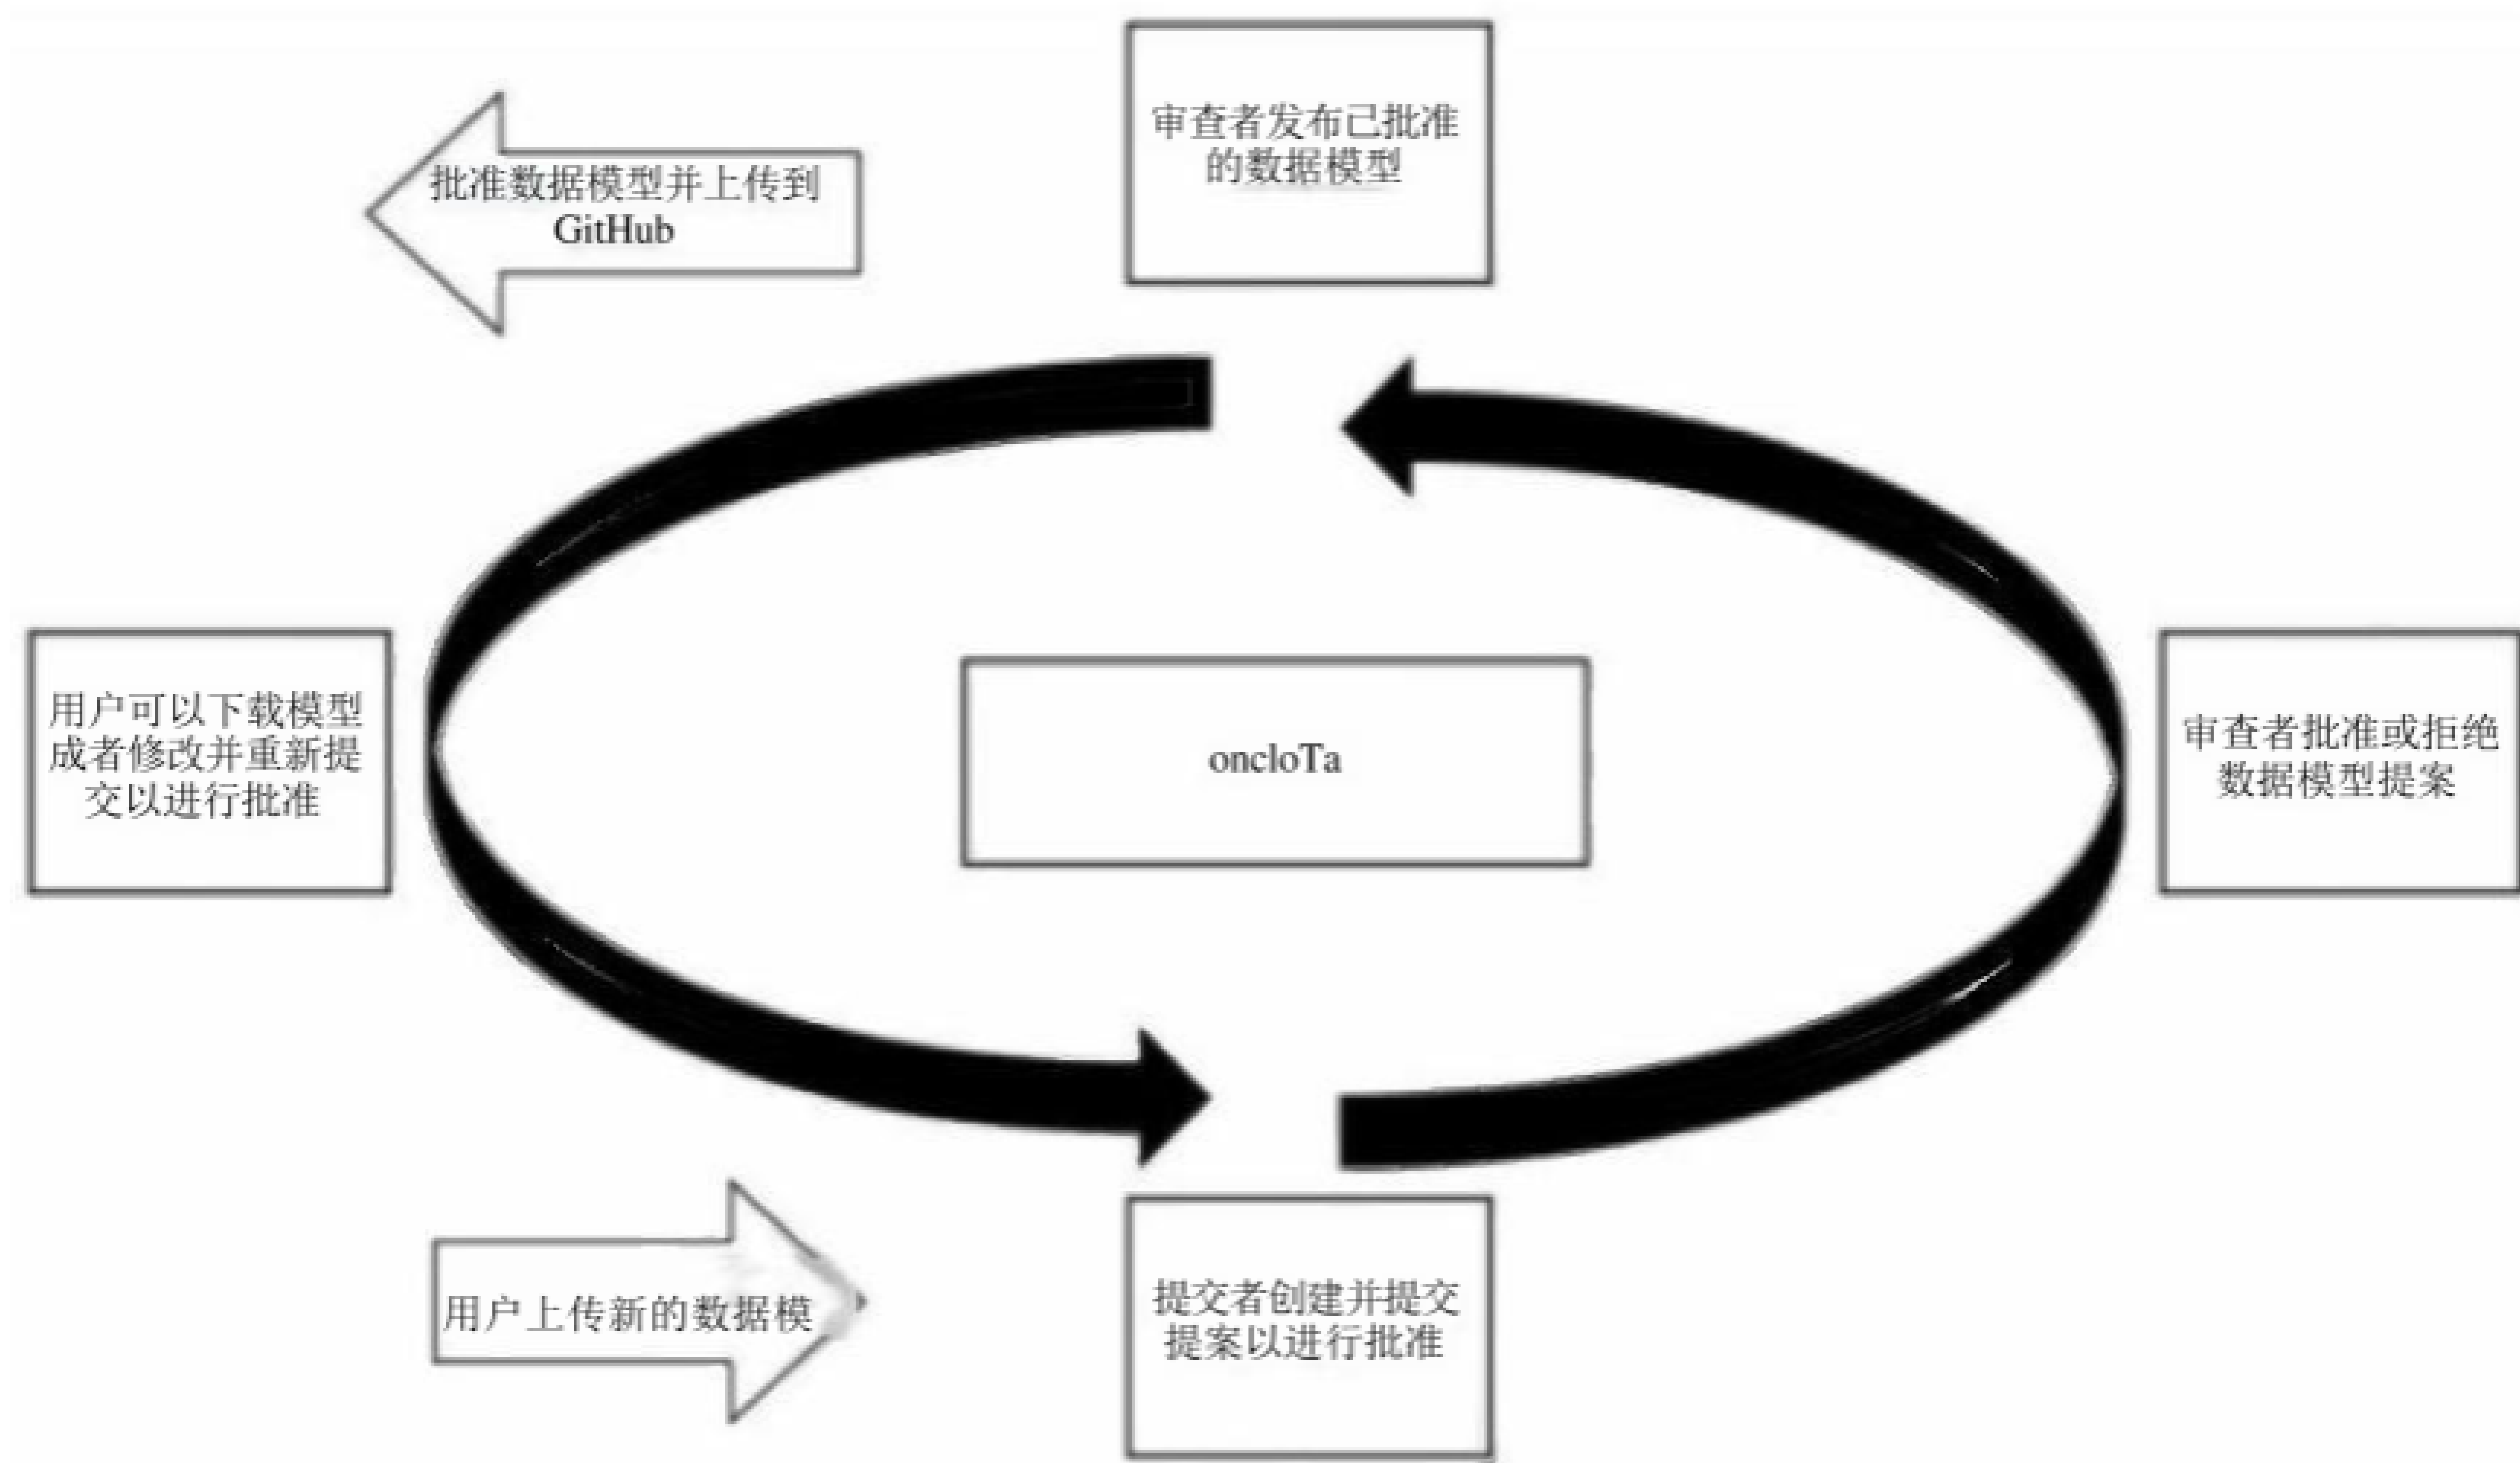 审查者发布已批准
的数据模型
批准数据模型并上传到
GitHub
用户可以下载模型
成者修改并重新提
交以进行批准
oncloTa
审查者批准或拒绝
数据模型提案
用户上传新的数据模
提交者创建并提交
提案以进行批准